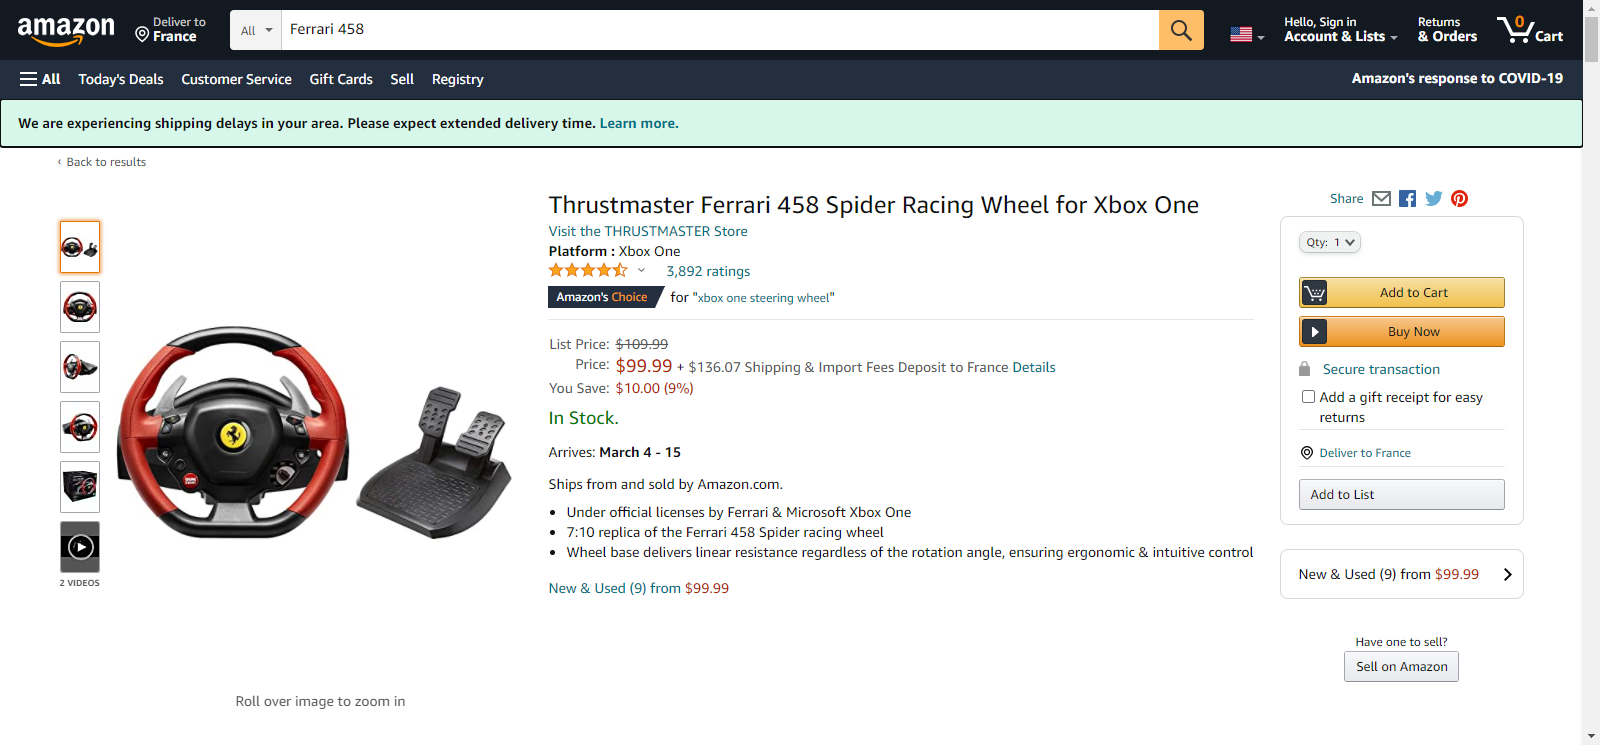 amazon
Deliver to
France
All
Ferrari 458
Hello, Sign in
Account & Lists
Returns
& Orders
0
Cart
All
Today's Deals
Customer Service
Gift Cards
Sell
Registry
Amazon's response to COVID-19
We are experiencing shipping delays in your area. Please expect extended delivery time. Learn more.
‹ Back to results
2 VIDEOS
Roll over image to zoom in
Thrustmaster Ferrari 458 Spider Racing Wheel for Xbox One
Visit the THRUSTMASTER Store
Platform : Xbox One
3,892 ratings
Amazon's Choice for "xbox one steering wheel"
List Price: $109.99
Price: $99.99 + $136.07 Shipping & Import Fees Deposit to France Details
You Save: $10.00 (9%)
In Stock.
Arrives: March 4 - 15
Ships from and sold by Amazon.com.
• Under official licenses by Ferrari & Microsoft Xbox One
• 7:10 replica of the Ferrari 458 Spider racing wheel
• Wheel base delivers linear resistance regardless of the rotation angle, ensuring ergonomic & intuitive control
New & Used (9) from $99.99
Share
Qty: 1
Add to Cart
Buy Now
Secure transaction
Add a gift receipt for easy
returns
Deliver to France
Add to List
New & Used (9) from $99.99
Have one to sell?
Sell on Amazon